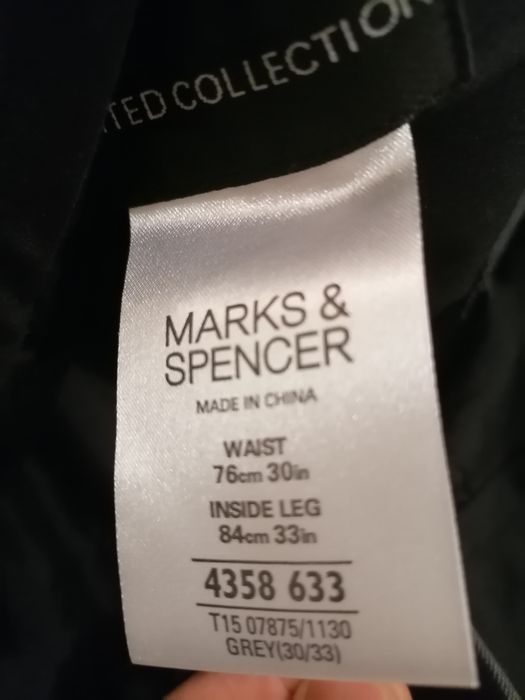 TED COLLECTION
MARKS &
SPENCER
MADE IN CHINA
WAIST
76cm 30in
INSIDE LEG
84cm 33in
4358 633
T15 07875/1130
GREY(30/33)